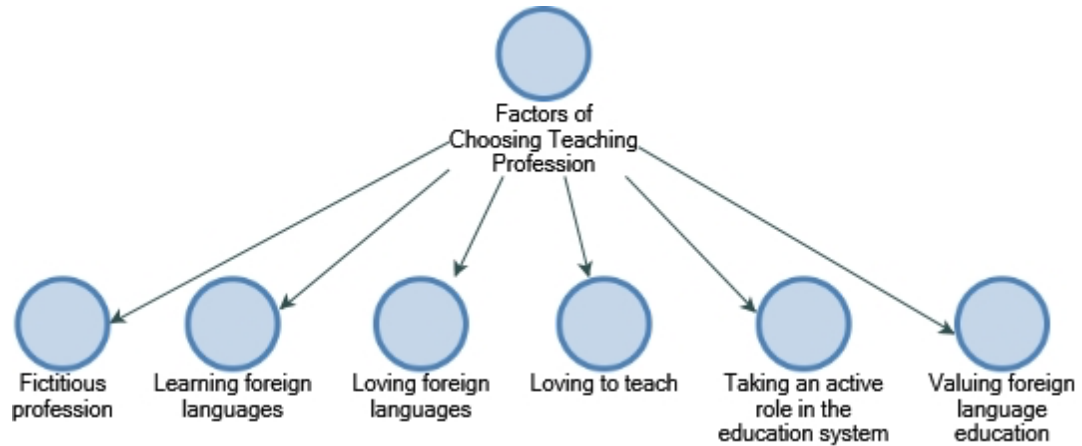 Factors of
Choosing Teaching
Profession
Fictitious
profession
Learning foreign
languages
Loving foreign
languages
Loving to teach
Taking an active
role in the
education system
Valuing foreign
language
education